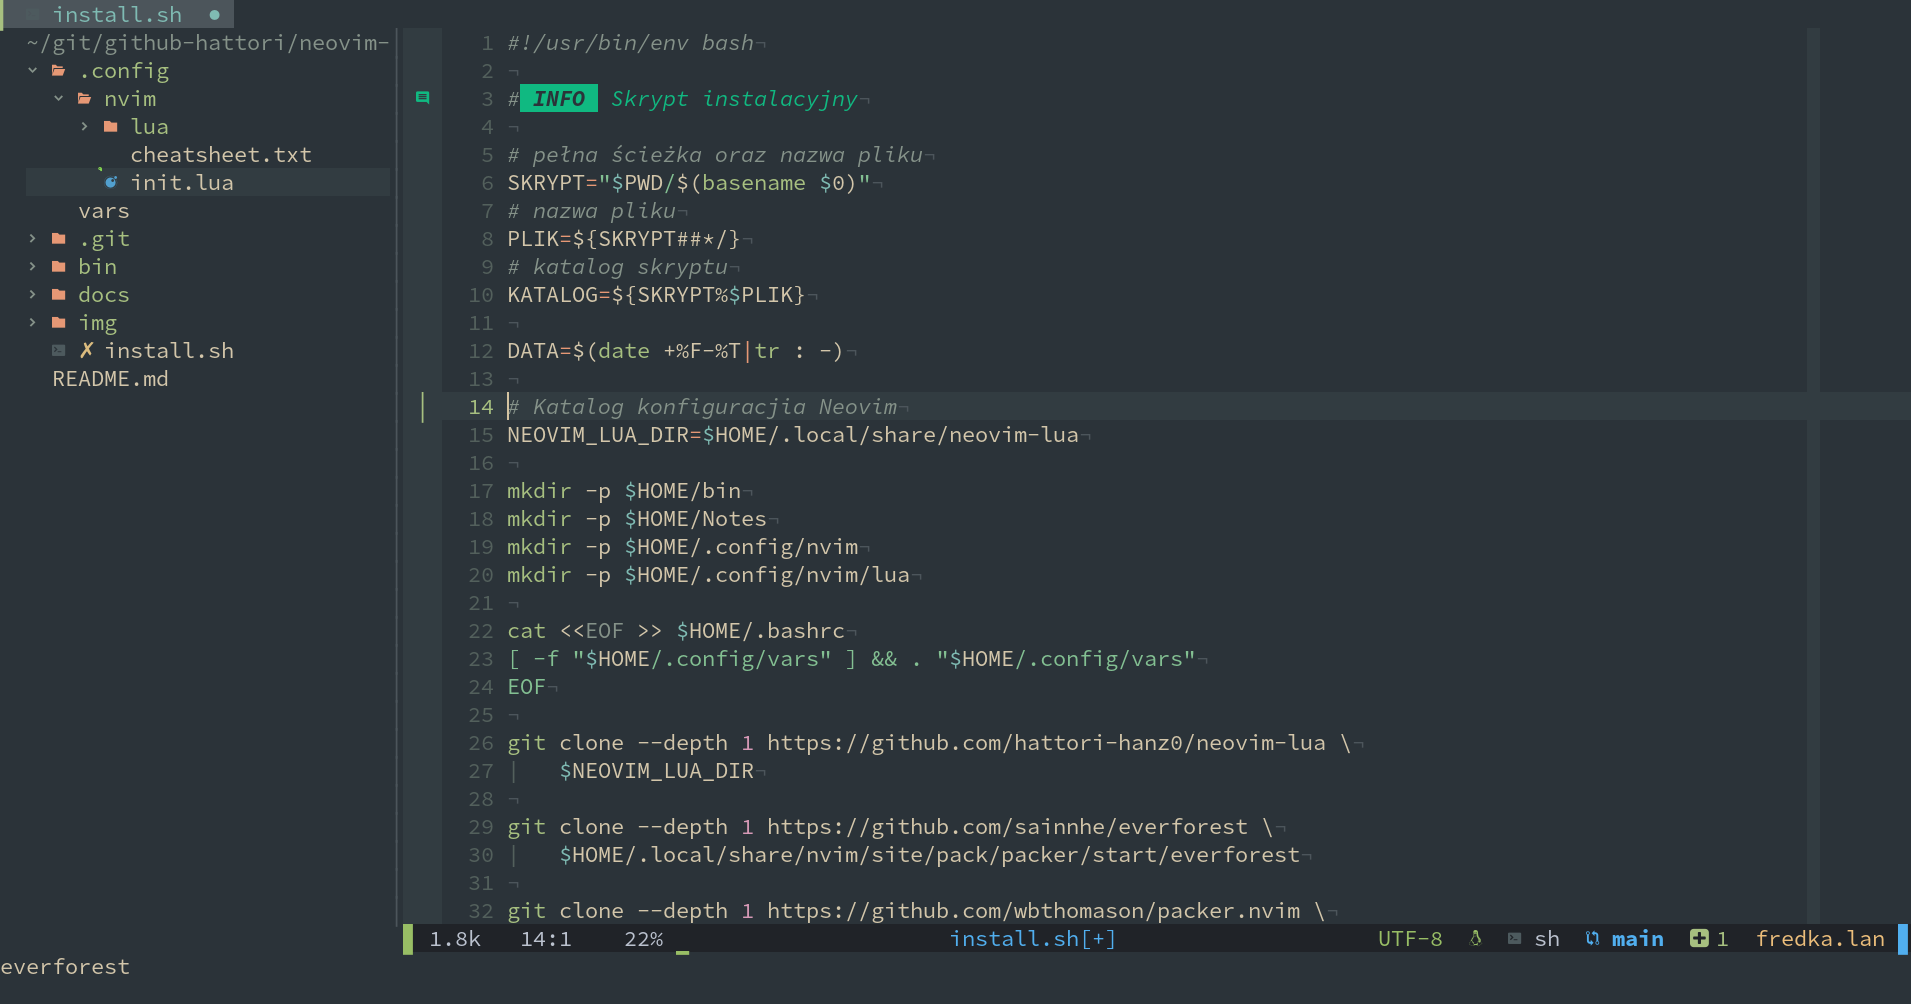 install.sh ●
~/git/github-hattori/neovim-
.config
nvim
lua
cheatsheet.txt
init.lua
vars
.git
bin
docs
img
✗ install.sh
README.md
1 #!/usr/bin/env bash¬
2 ¬
3 # INFO Skrypt instalacyjny¬
4 ¬
5 # pełna ścieżka oraz nazwa pliku¬
6 SKRYPT="$PWD/$(basename $0)"¬
7 # nazwa pliku¬
8 PLIK=${SKRYPT##*/}¬
9 # katalog skryptu¬
10 KATALOG=${SKRYPT%$PLIK}¬
11 ¬
12 DATA=$(date +%F-%T|tr : -)¬
13 ¬
14 # Katalog konfiguracjia Neovim¬
15 NEOVIM_LUA_DIR=$HOME/.local/share/neovim-lua¬
16 ¬
17 mkdir -p $HOME/bin¬
18 mkdir -p $HOME/Notes¬
19 mkdir -p $HOME/.config/nvim¬
20 mkdir -p $HOME/.config/nvim/lua¬
21 ¬
22 cat <<EOF >> $HOME/.bashrc¬
23 [ -f "$HOME/.config/vars" ] && . "$HOME/.config/vars"¬
24 EOF¬
25 ¬
26 git clone --depth 1 https://github.com/hattori-hanz0/neovim-lua \¬
27 |   $NEOVIM_LUA_DIR¬
28 ¬
29 git clone --depth 1 https://github.com/sainnhe/everforest \¬
30 |   $HOME/.local/share/nvim/site/pack/packer/start/everforest¬
31 ¬
32 git clone --depth 1 https://github.com/wbthomason/packer.nvim \¬
1.8k 14:1 22% install.sh[+] UTF-8 sh main 1 fredka.lan
everforest